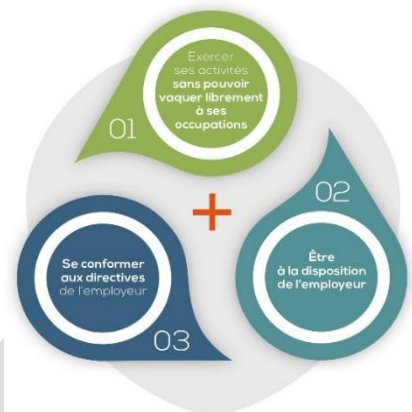 Exercer
ses activités
sans pouvoir
vaquer librement
à ses
occupations
01
+
02
Être
à la disposition
de l'employeur
Se conformer
aux directives
de l'employeur
03